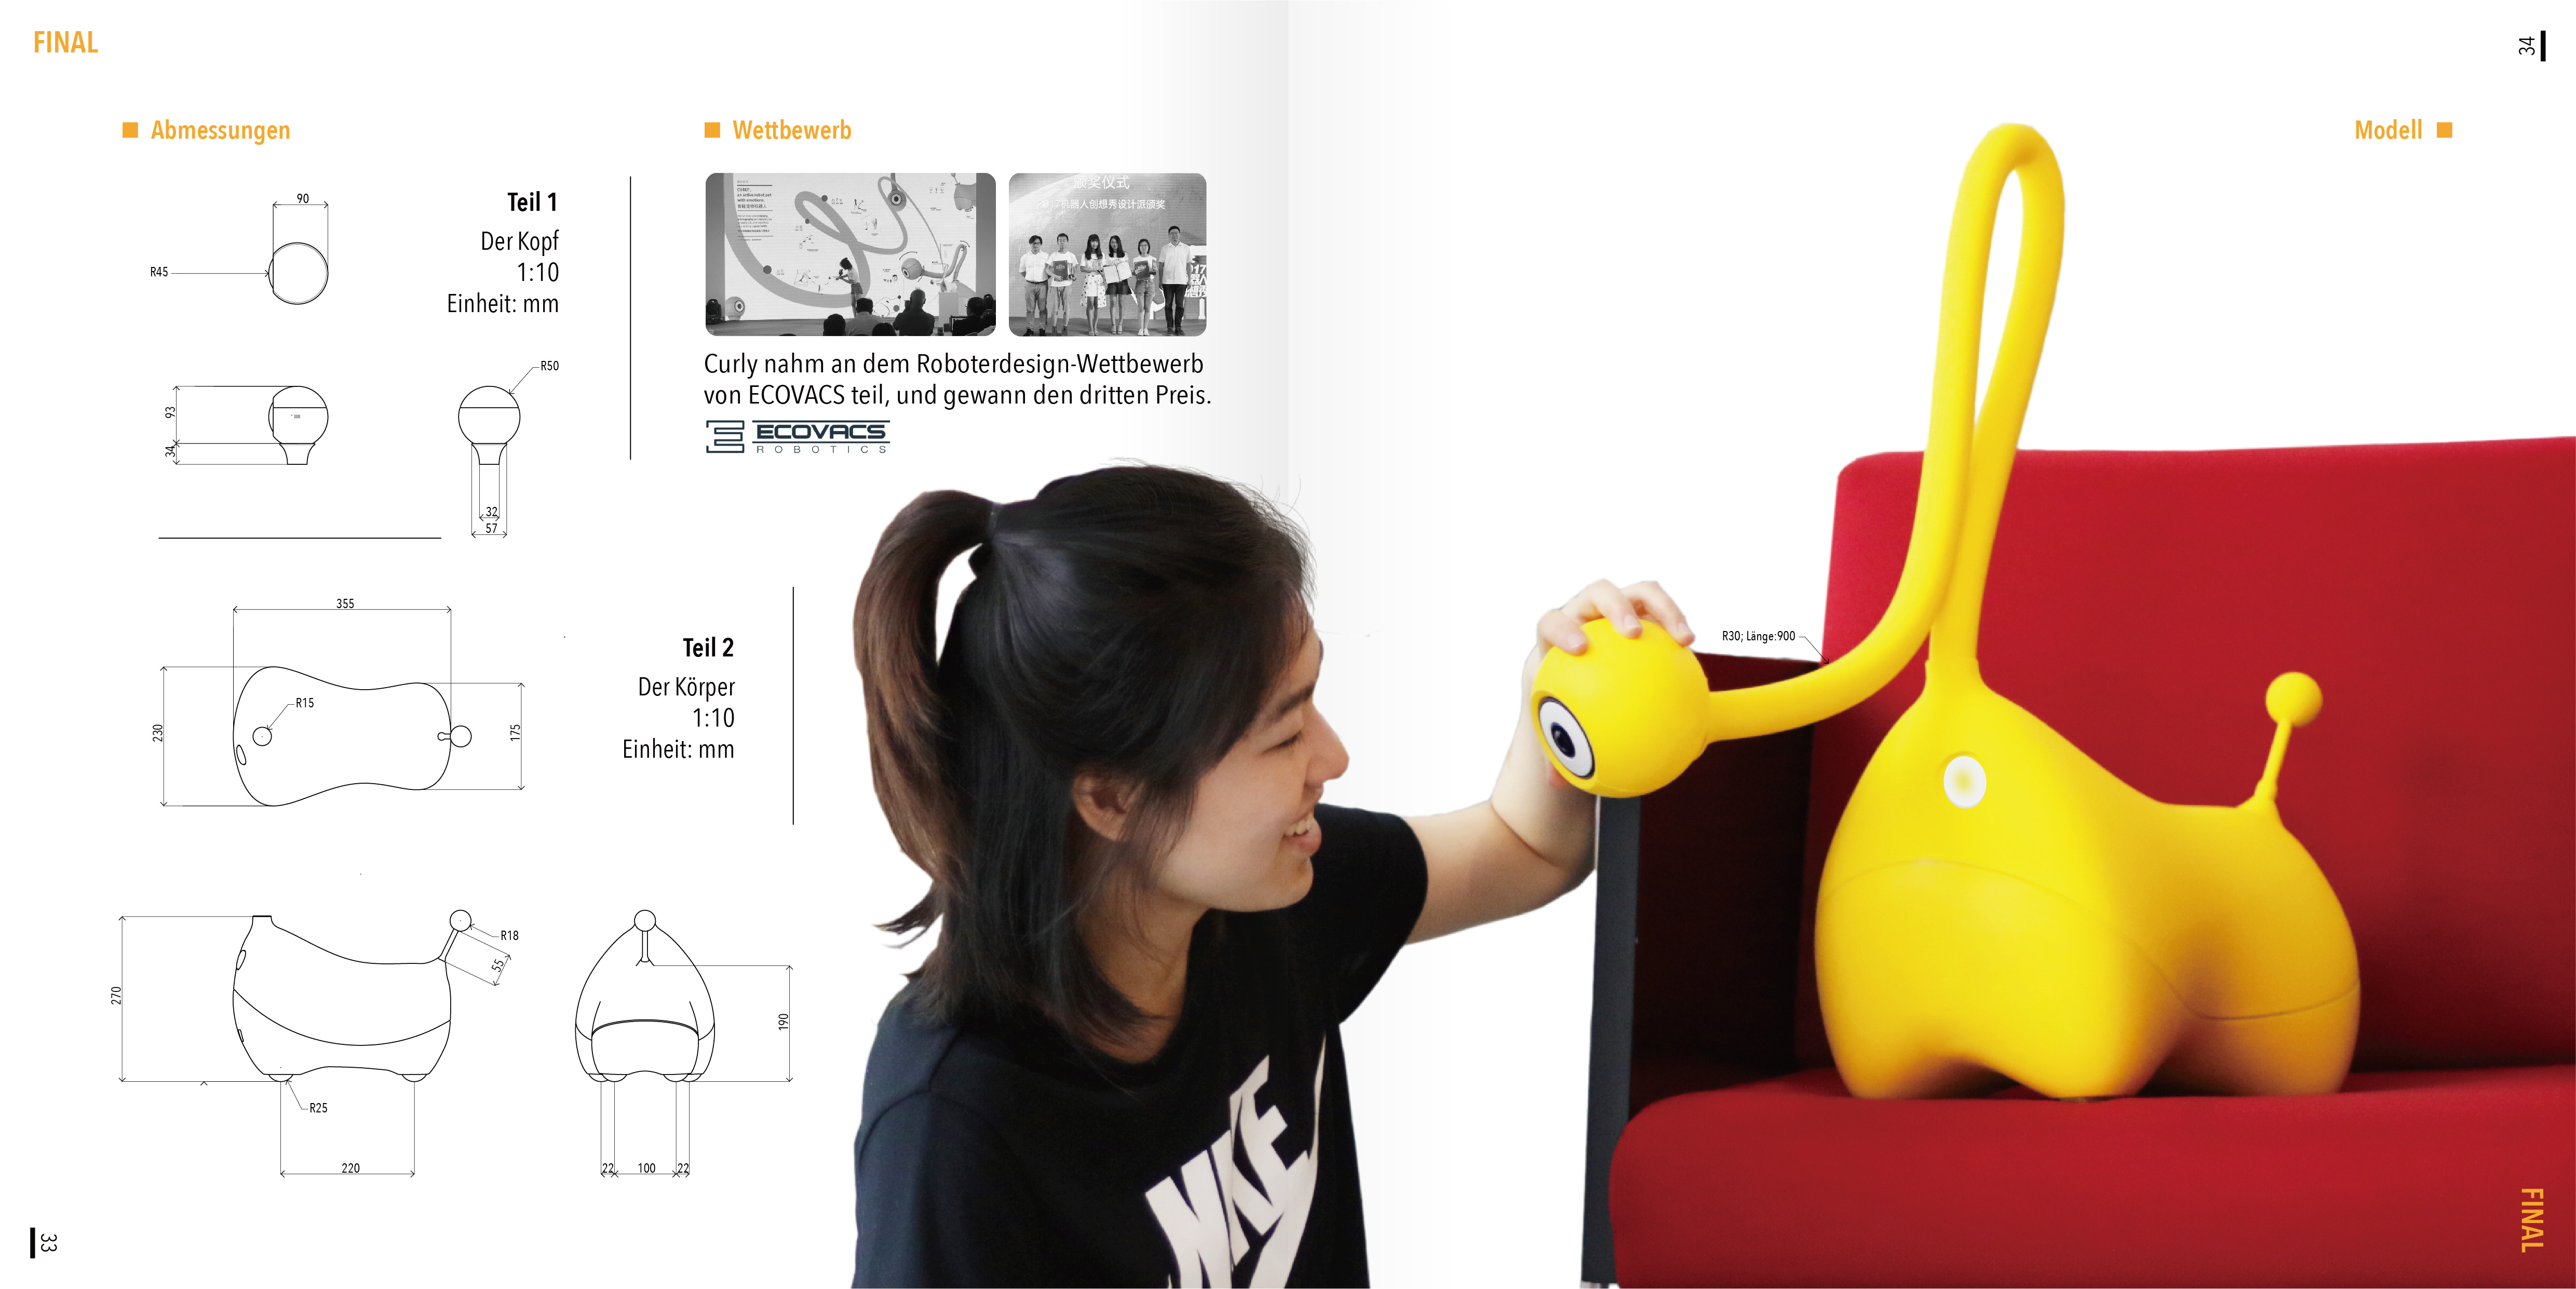 FINAL
34
Abmessungen
Teil 1
Der Kopf
1:10
Einheit: mm
90
R45
R50
93
34
32
57
Wettbewerb
颁奖仪式
机器人创想秀设计派颁奖
Curly nahm an dem Roboterdesign-Wettbewerb
von ECOVACS teil, und gewann den dritten Preis.
ECOVACS
ROBOTICS
Teil 2
Der Körper
1:10
Einheit: mm
355
R15
230
175
R18
55
270
190
R25
220
22
100
22
33
Modell
R30; Länge:900
NIKE
FINAL